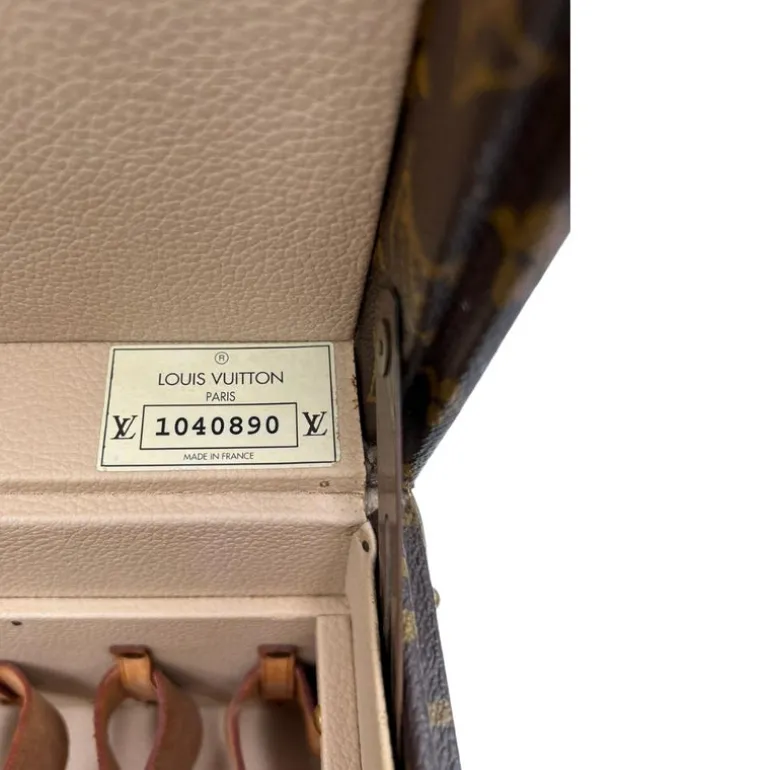 ®
LOUIS VUITTON
PARIS
LV 1040890 LV
MADE IN FRANCE